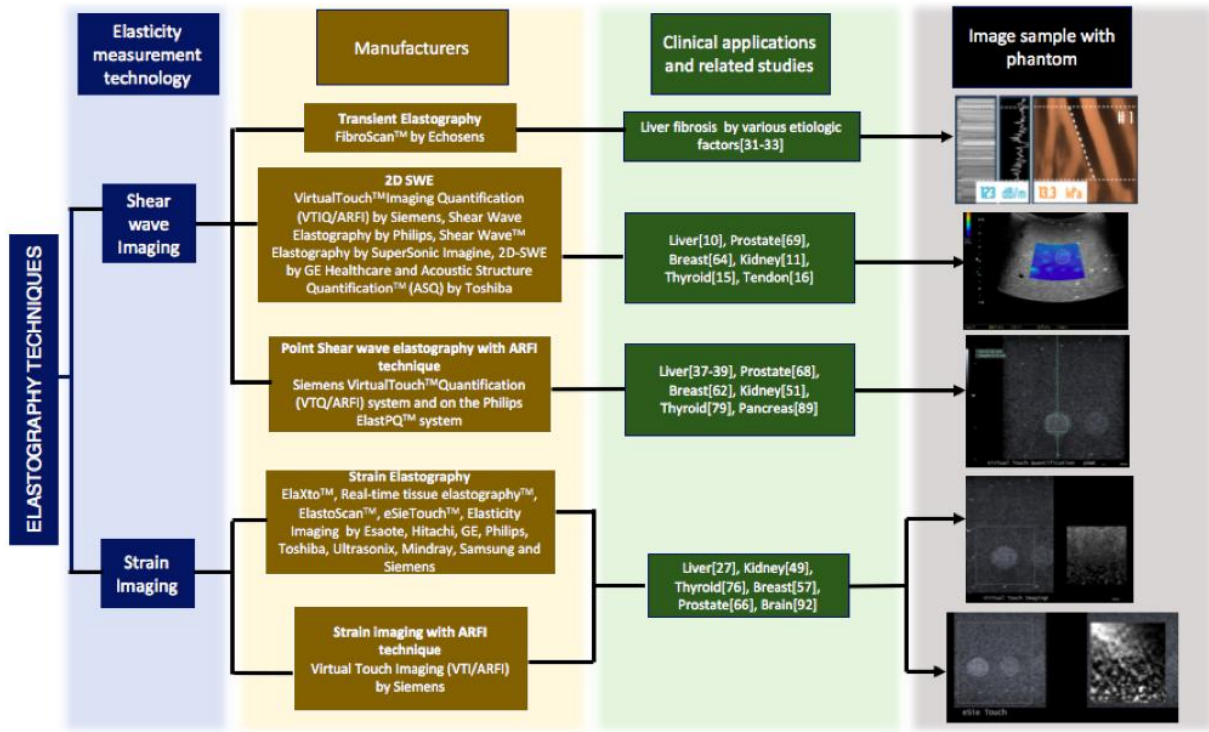 Elasticity
measurement
technology
Manufacturers
Clinical applications
and related studies
Image sample with
phantom
ELASTOGRAPHY TECHNIQUES
Shear
wave
Imaging
Transient Elastography
FibroScan™ by Echosens
Liver fibrosis by various etiologic
factors[31-33]
#1
123 dB/m
13.3 kPa
2D SWE
VirtualTouch™Imaging Quantification
(VTIQ/ARFI) by Siemens, Shear Wave
Elastography by Philips, Shear Wave™
Elastography by SuperSonic Imagine, 2D-SWE
by GE Healthcare and Acoustic Structure
Quantification™ (ASQ) by Toshiba
Liver[10], Prostate[69],
Breast[64], Kidney[11],
Thyroid[15], Tendon[16]
Point Shear wave elastography with ARFI
technique
Siemens VirtualTouch™Quantification
(VTQ/ARFI) system and on the Philips
ElastPQ™ system
Liver[37-39], Prostate[68],
Breast[62], Kidney[51],
Thyroid[79], Pancreas[89]
Virtual Touch Quantification
Strain
Imaging
Strain Elastography
ElaXto™, Real-time tissue elastography™,
ElastoScan™, eSieTouch™, Elasticity
Imaging by Esaote, Hitachi, GE, Philips,
Toshiba, Ultrasonix, Mindray, Samsung and
Siemens
Strain imaging with ARFI
technique
Virtual Touch Imaging (VTI/ARFI)
by Siemens
Liver[27], Kidney[49],
Thyroid[76], Breast[57],
Prostate[66], Brain[92]
Virtual Touch Imaging
eSie Touch